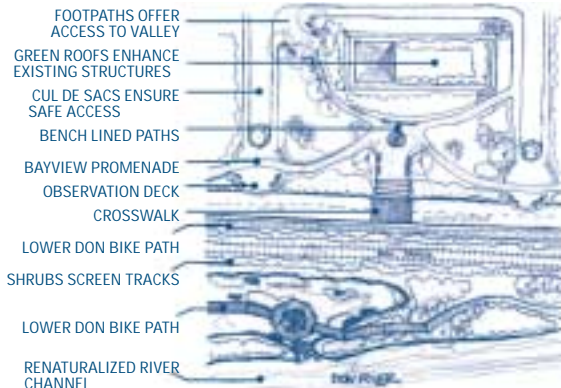 FOOTPATHS OFFER
ACCESS TO VALLEY
GREEN ROOFS ENHANCE
EXISTING STRUCTURES
CUL DE SACS ENSURE
SAFE ACCESS
BENCH LINED PATHS
BAYVIEW PROMENADE
OBSERVATION DECK
CROSSWALK
LOWER DON BIKE PATH
SHRUBS SCREEN TRACKS
LOWER DON BIKE PATH
RENATURALIZED RIVER
CHANNEL
DON RIVER